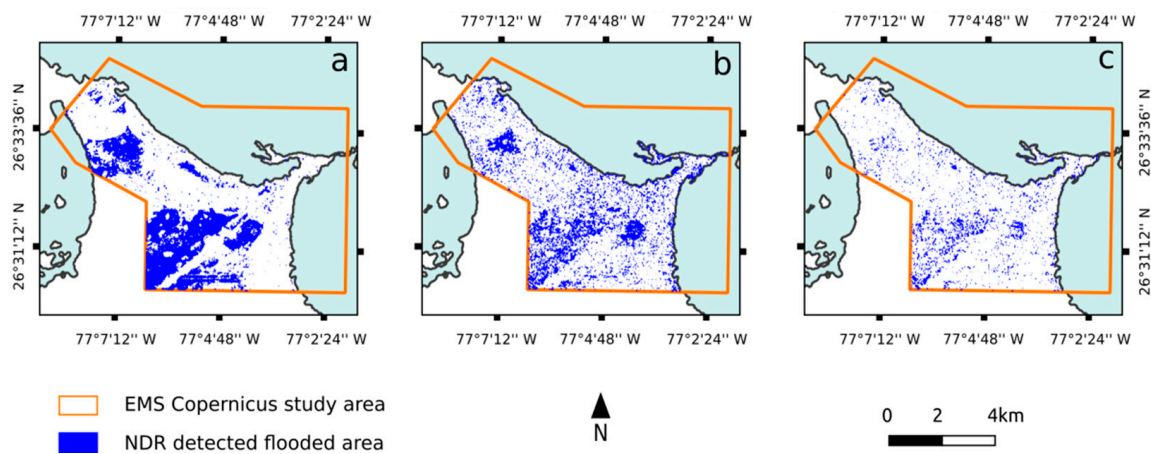 77°7'12'' W 77°4'48'' W 77°2'24'' W 77°7'12'' W 77°4'48'' W 77°2'24'' W 77°7'12'' W 77°4'48'' W 77°2'24'' W
a b c
26°33'36'' N 26°33'36'' N
26°31'12'' N 26°31'12'' N
77°7'12'' W 77°4'48'' W 77°2'24'' W 77°7'12'' W 77°4'48'' W 77°2'24'' W 77°7'12'' W 77°4'48'' W 77°2'24'' W
EMS Copernicus study area
NDR detected flooded area
N
0 2 4km